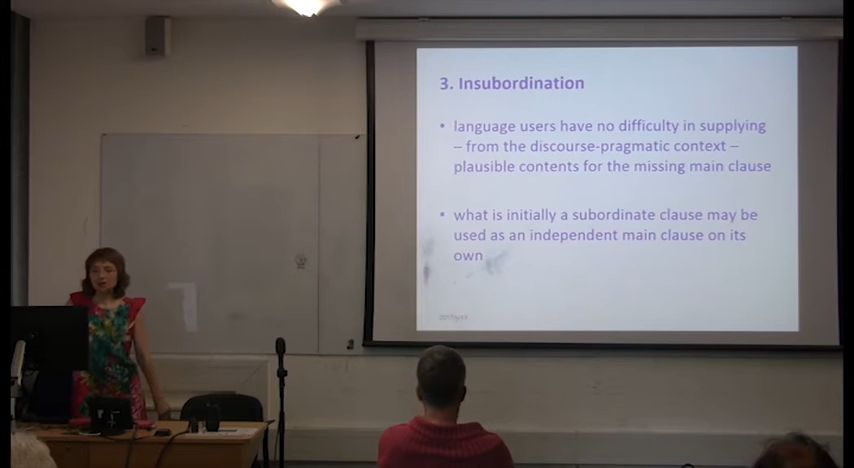 3. Insubordination
• language users have no difficulty in supplying
– from the discourse-pragmatic context –
plausible contents for the missing main clause
• what is initially a subordinate clause may be
used as an independent main clause on its
own